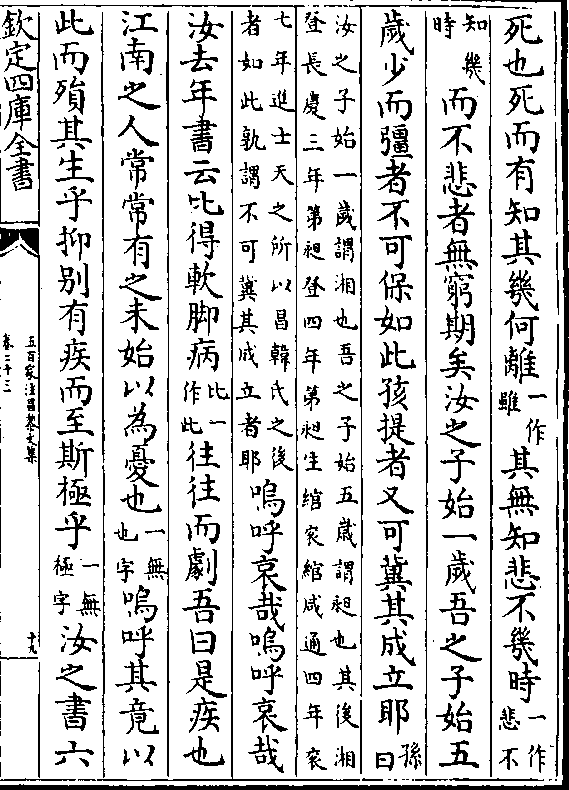 死也死而有知其幾何離一作雖其無知悲不幾時一作悲不
知幾時而不悲者無窮期矣汝之子始一歲吾之子始五
歲少而彊者不可保如此孩提者又可冀其成立耶孫曰
汝之子始一歲謂湘也吾之子始五歲謂昶也其後湘
登長慶三年第昶登四年第昶生綰衮綰咸通四年衮
七年進士天之所以昌韓氏之後
者如此孰謂不可冀其成立者耶
嗚呼哀哉嗚呼哀哉
汝去年書云比得軟脚病比一作此往往而劇吾曰是疾也
江南之人常常有之未始以為憂也一無也字嗚呼其竟以
此而殞其生乎抑别有疾而至斯極乎一無極字汝之書六
欽定四庫全書
五百家注昌黎文集
卷二十三
十九